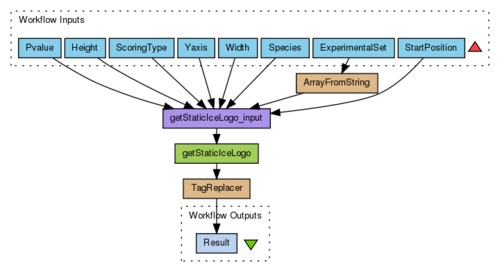 Workflow Inputs
Pvalue Height ScoringType Yaxis Width Species ExperimentalSet StartPosition
ArrayFromString
getStaticIceLogo_input
getStaticIceLogo
TagReplacer
Workflow Outputs
Result